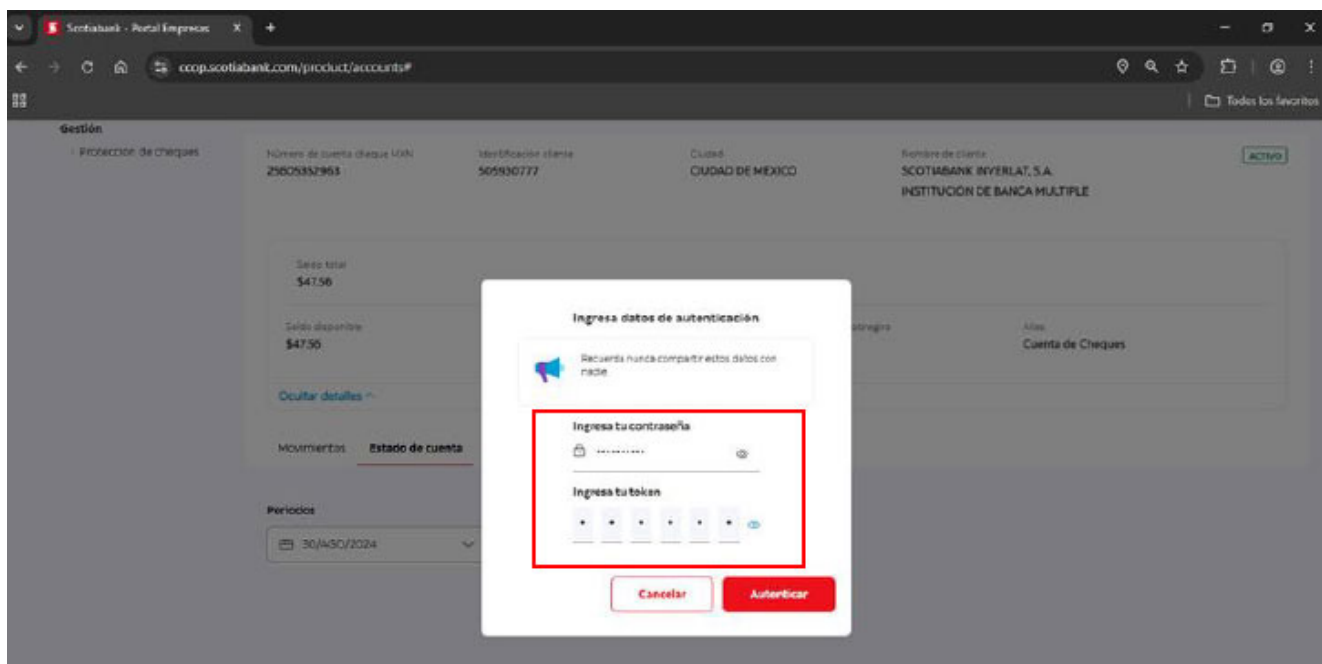 Scotiabank - Portal Empresas
ccop.scotiabank.com/product/accounts#
Todos los favoritos
Gestión
Protección de cheques
Número de cuenta cheque MXN
25605352963
Identificación cliente
505930777
Ciudad
CIUDAD DE MEXICO
Nombre de cliente
SCOTIABANK INVERLAT, S.A.
INSTITUCION DE BANCA MULTIPLE
ACTIVO
Saldo total
$47.56
Saldo disponible
$47.56
Alias
Cuenta de Cheques
Ocultar detalles
Movimientos
Estado de cuenta
Periodos
30/AGO/2024
Ingresa datos de autenticación
Recuerda nunca compartir estos datos con
nadie.
Ingresa tu contraseña
Ingresa tu token
Cancelar
Autenticar